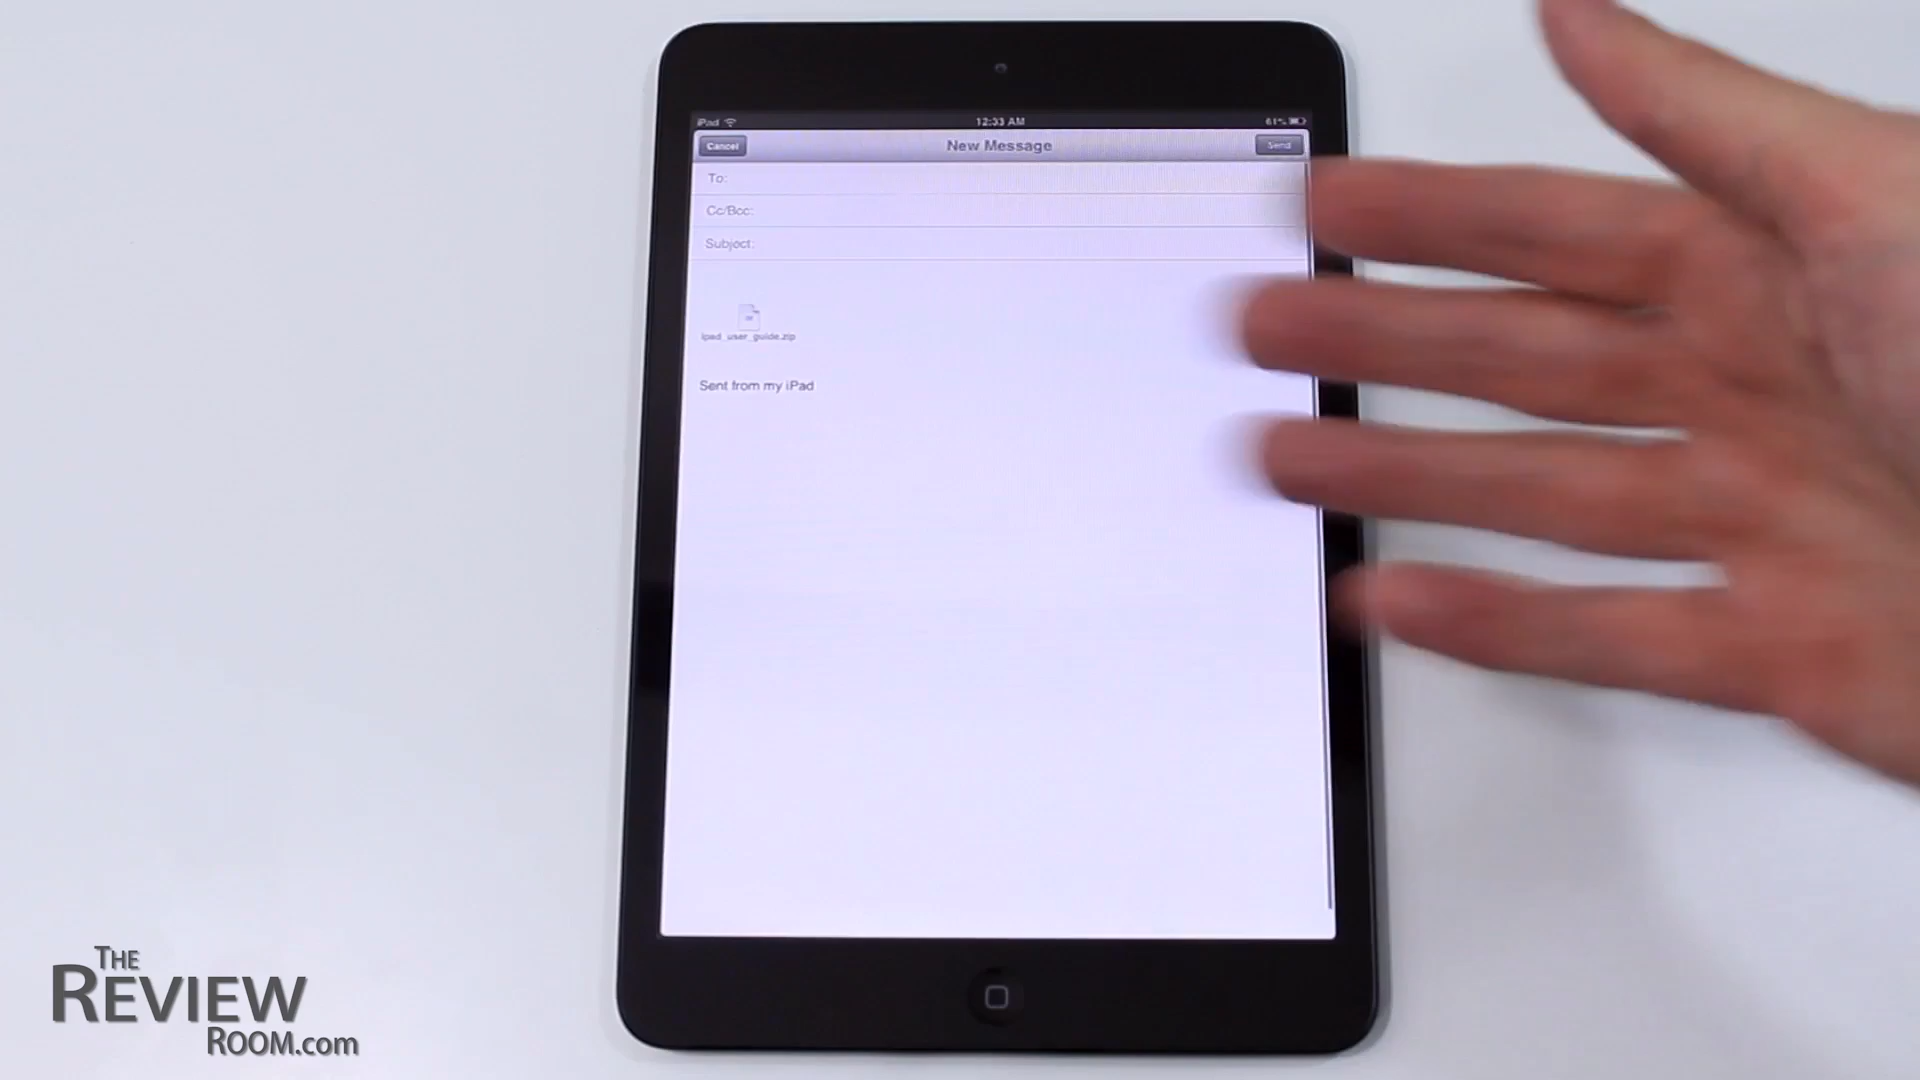 iPad
12:33 AM
61%
Cancel
New Message
Send
To:
Cc/Bcc:
Subject:
ipad_user_guide.zip
Sent from my iPad
THE
REVIEW
ROOM.com